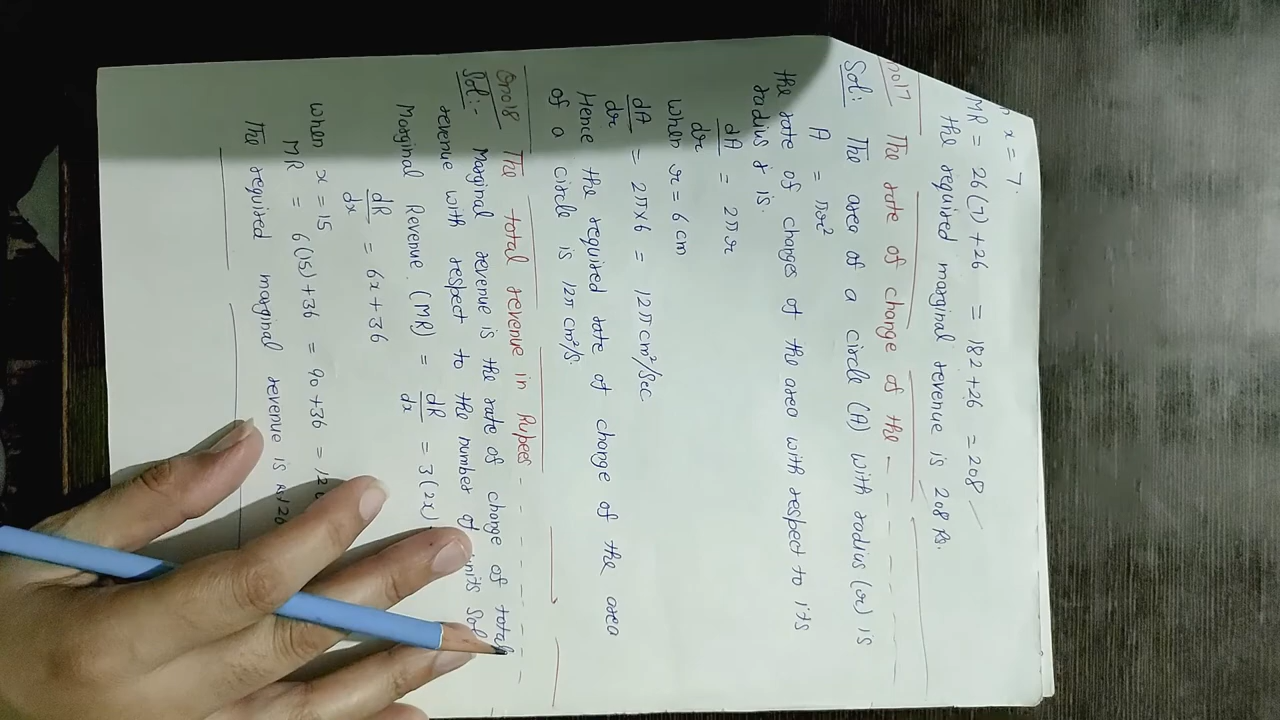 x = 7.
MR = 26(7)+26 = 182+26 = 208
the required marginal revenue is 208 Rs.
no17 The rate of change of the - - - - -
Sol: The area of a circle (A) with radius (r) is
A = πr²
the rate of changes of the area with respect to its
radius r is.
dA/dr = 2πr
when r = 6 cm
dA/dr = 2π×6 = 12π cm²/sec
Hence the required rate of change of the area
of a circle is 12π cm²/s.
Qno18 The total revenue in Rupees - - - - - -
Sol:- Marginal revenue is the rate of change of total
revenue with respect to the number of units Sol
Marginal Revenue (MR) = dR/dx = 3(2x)
dR/dx = 6x+36
when x = 15
MR = 6(15)+36 = 90+36 = 126
The required marginal revenue is Rs126